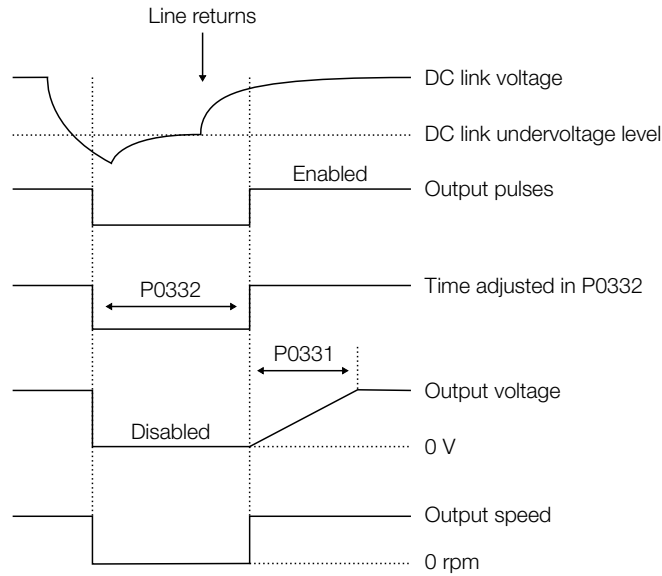 Line returns
DC link voltage
DC link undervoltage level
Enabled
Output pulses
P0332
Time adjusted in P0332
P0331
Output voltage
Disabled
0 V
Output speed
0 rpm